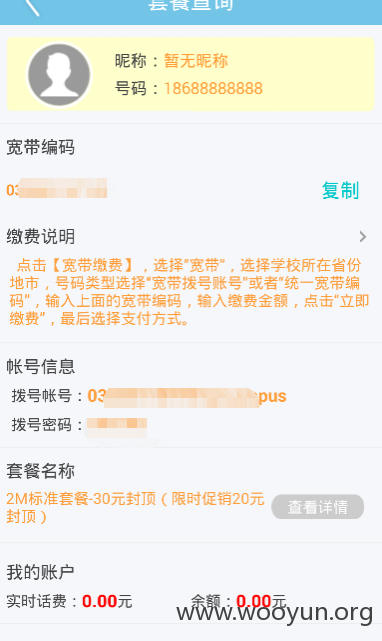 套餐查询
昵称：暂无昵称
号码：18688888888
宽带编码
03
复制
缴费说明
点击【宽带缴费】，选择"宽带"，选择学校所在省份
地市，号码类型选择"宽带拨号账号"或者"统一宽带编
码"，输入上面的宽带编码，输入缴费金额，点击"立即
缴费"，最后选择支付方式。
帐号信息
拨号帐号：03 pus
拨号密码：
套餐名称
2M标准套餐-30元封顶（限时促销20元
封顶）
查看详情
我的账户
实时话费：0.00元 余额：0.00元
www.wooyun.org